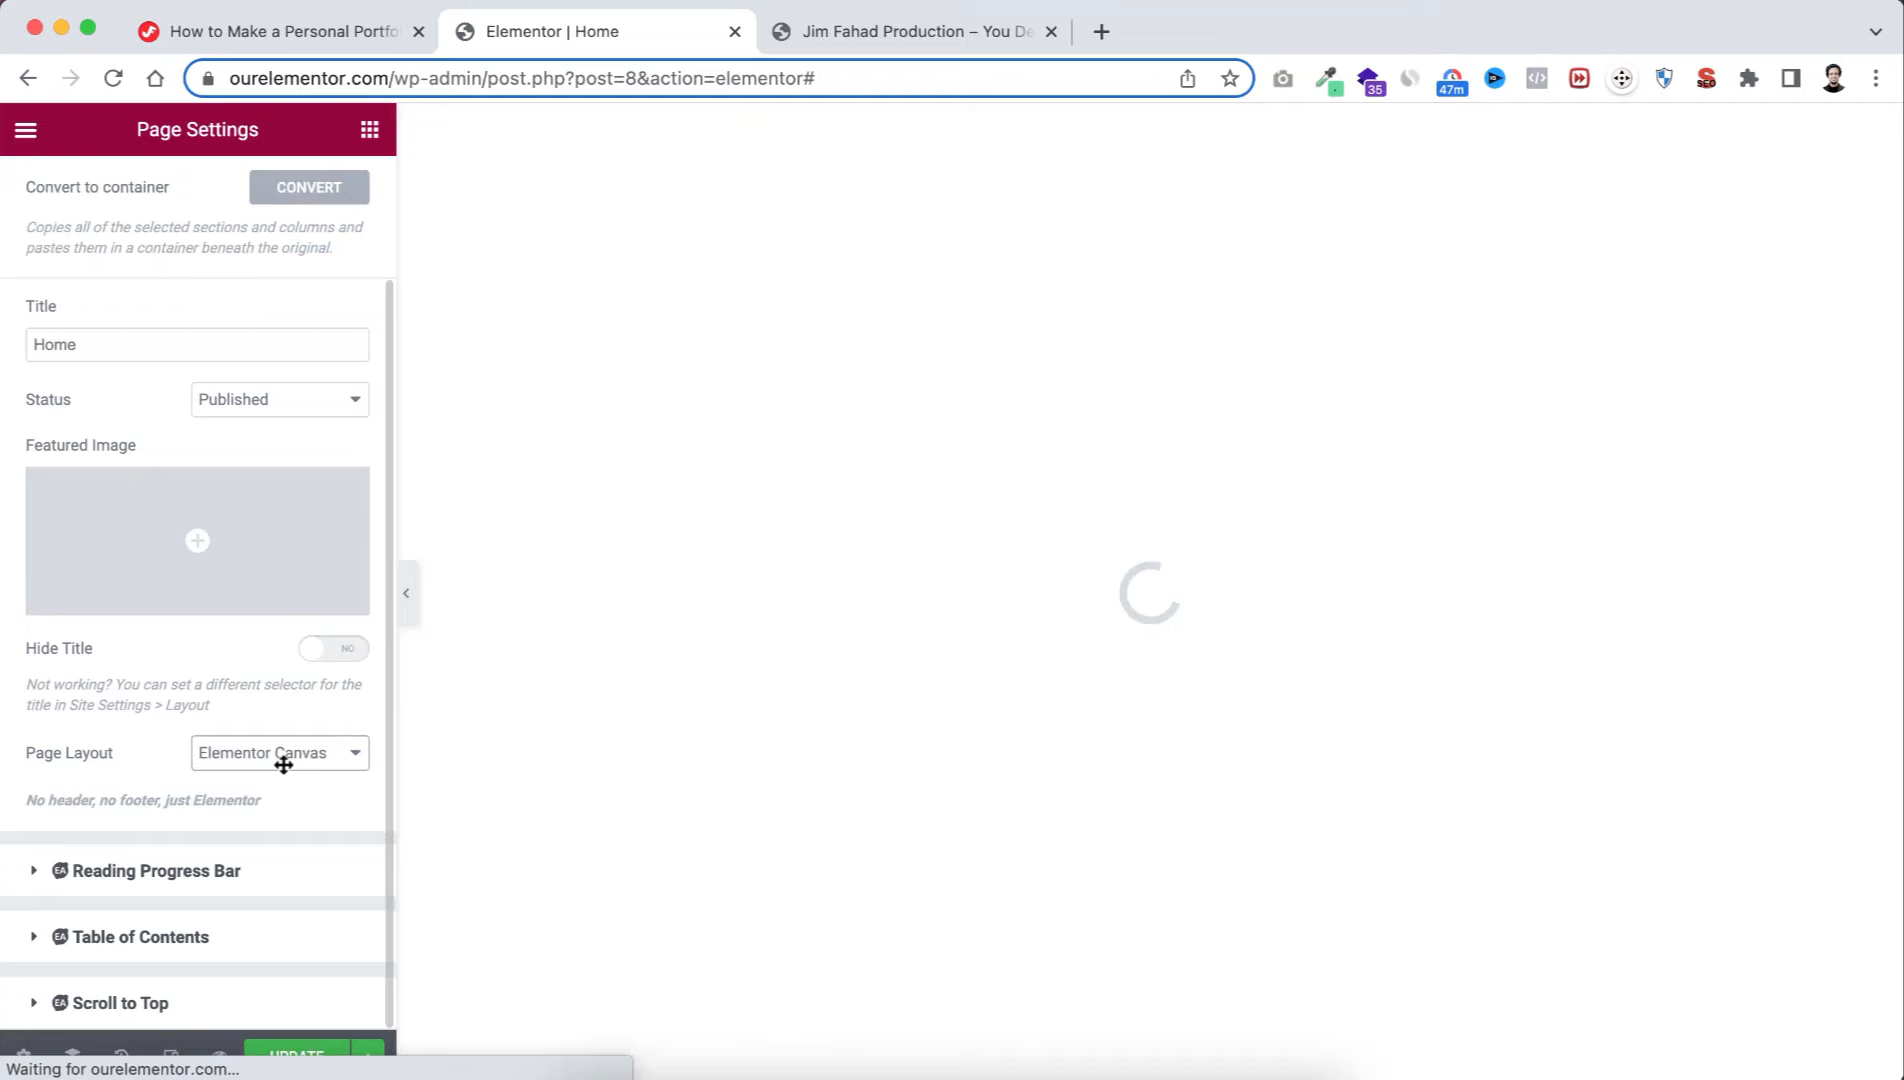 How to Make a Personal Portfo
Elementor | Home
Jim Fahad Production – You De
ourelementor.com/wp-admin/post.php?post=8&action=elementor#
35
47m
SEO
Page Settings
Convert to container
CONVERT
Copies all of the selected sections and columns and
pastes them in a container beneath the original.
Title
Home
Status
Published
Featured Image
Hide Title
NO
Not working? You can set a different selector for the
title in Site Settings > Layout
Page Layout
Elementor Canvas
No header, no footer, just Elementor
EA Reading Progress Bar
EA Table of Contents
EA Scroll to Top
UPDATE
Waiting for ourelementor.com...